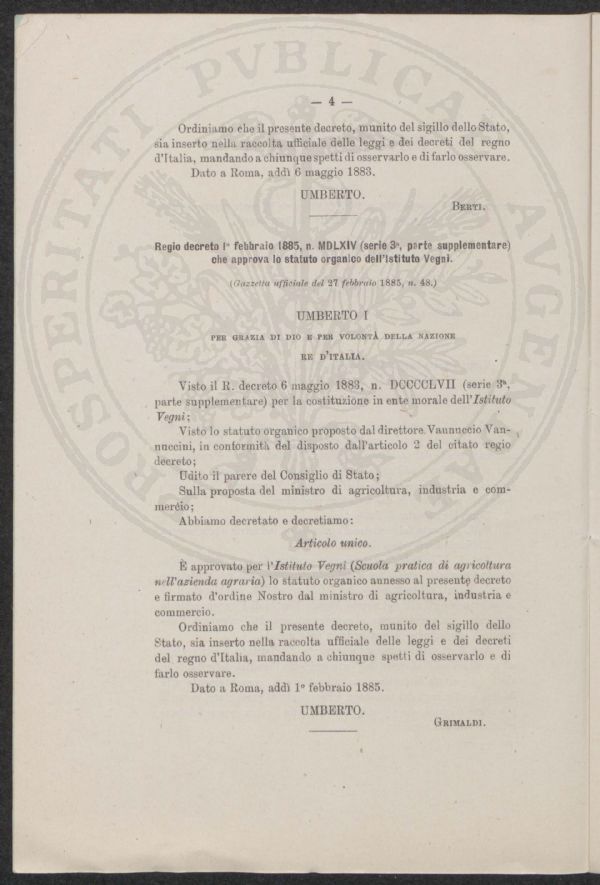 — 4 —
Ordiniamo che il presente decreto, munito del sigillo dello Stato,
sia inserto nella raccolta ufficiale delle leggi e dei decreti del regno
d'Italia, mandando a chiunque spetti di osservarlo e di farlo osservare.
Dato a Roma, addì 6 maggio 1883.
UMBERTO.
BERTI.
Regio decreto 1º febbraio 1885, n. MDLXIV (serie 3ª, parte supplementare)
che approva lo statuto organico dell'Istituto Vegni.
(Gazzetta ufficiale del 27 febbraio 1885, n. 48.)
UMBERTO I
PER GRAZIA DI DIO E PER VOLONTÀ DELLA NAZIONE
RE D'ITALIA.
Visto il R. decreto 6 maggio 1883, n. DCCCCLVII (serie 3ª,
parte supplementare) per la costituzione in ente morale dell'Istituto
Vegni;
Visto lo statuto organico proposto dal direttore Vannuccio Van-
nuccini, in conformità del disposto dall'articolo 2 del citato regio
decreto;
Udito il parere del Consiglio di Stato;
Sulla proposta del ministro di agricoltura, industria e com-
mercio;
Abbiamo decretato e decretiamo:
Articolo unico.
È approvato per l'Istituto Vegni (Scuola pratica di agricoltura
nell'azienda agraria) lo statuto organico annesso al presente decreto
e firmato d'ordine Nostro dal ministro di agricoltura, industria e
commercio.
Ordiniamo che il presente decreto, munito del sigillo dello
Stato, sia inserto nella raccolta ufficiale delle leggi e dei decreti
del regno d'Italia, mandando a chiunque spetti di osservarlo e di
farlo osservare.
Dato a Roma, addì 1º febbraio 1885.
UMBERTO.
GRIMALDI.
PROSPERITATI PVBLICAE AVGENDAE